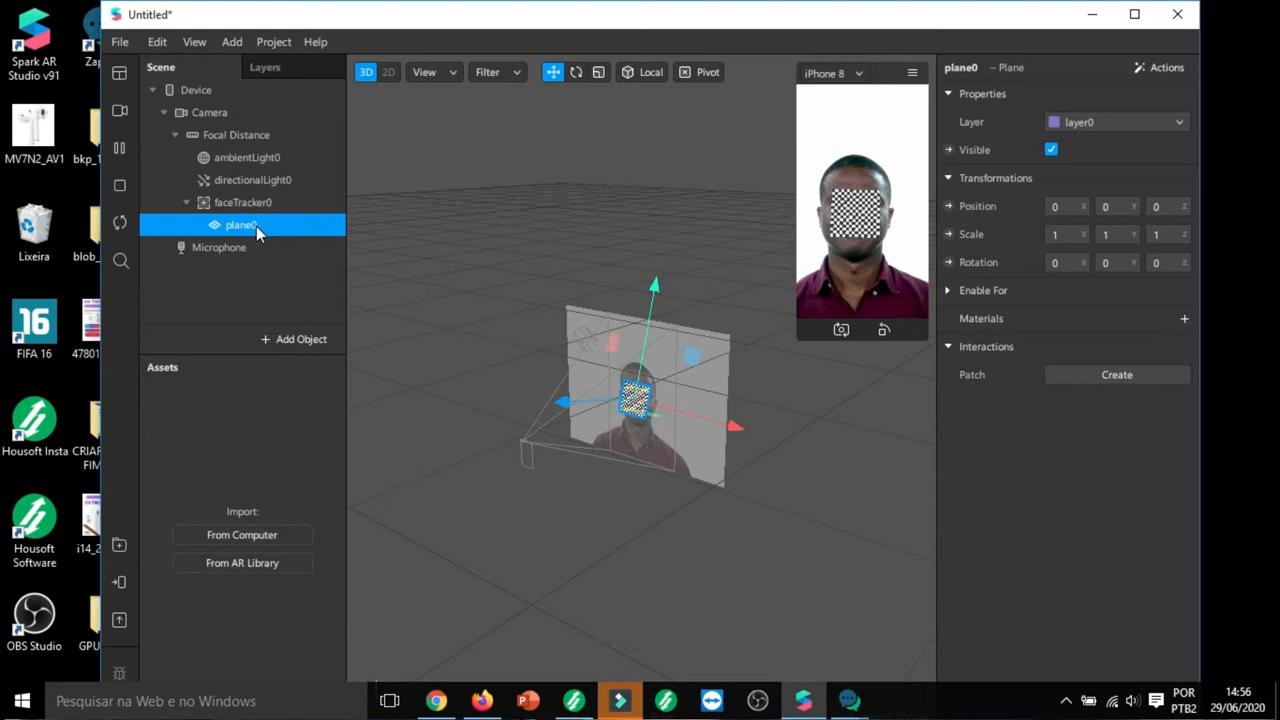 Spark AR
Studio v91
Zap
MV7N2_AV1
bkp_
Lixeira
blob_
FIFA 16
47801
Housoft Insta
CRIAR
FIM
Housoft
Software
i14_2
OBS Studio
GPU
Untitled*
File Edit View Add Project Help
Scene Layers
Device
Camera
Focal Distance
ambientLight0
directionalLight0
faceTracker0
plane0
Microphone
+ Add Object
Assets
Import:
From Computer
From AR Library
3D 2D View Filter Local Pivot
iPhone 8
plane0 – Plane Actions
Properties
Layer layer0
Visible
Transformations
Position 0 X 0 Y 0 Z
Scale 1 X 1 Y 1 Z
Rotation 0 X 0 Y 0 Z
Enable For
Materials +
Interactions
Patch Create
Pesquisar na Web e no Windows
POR
PTB2
14:56
29/06/2020